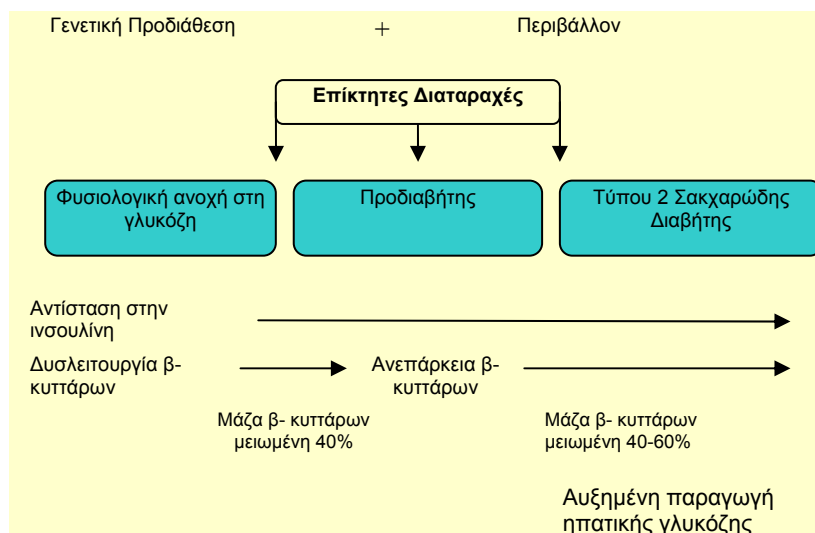 Γενετική Προδιάθεση + Περιβάλλον
Επίκτητες Διαταραχές
Φυσιολογική ανοχή στη
γλυκόζη
Προδιαβήτης
Τύπου 2 Σακχαρώδης
Διαβήτης
Αντίσταση στην
ινσουλίνη
Δυσλειτουργία β-
κυττάρων
Ανεπάρκεια β-
κυττάρων
Μάζα β- κυττάρων
μειωμένη 40%
Μάζα β- κυττάρων
μειωμένη 40-60%
Αυξημένη παραγωγή
ηπατικής γλυκόζης